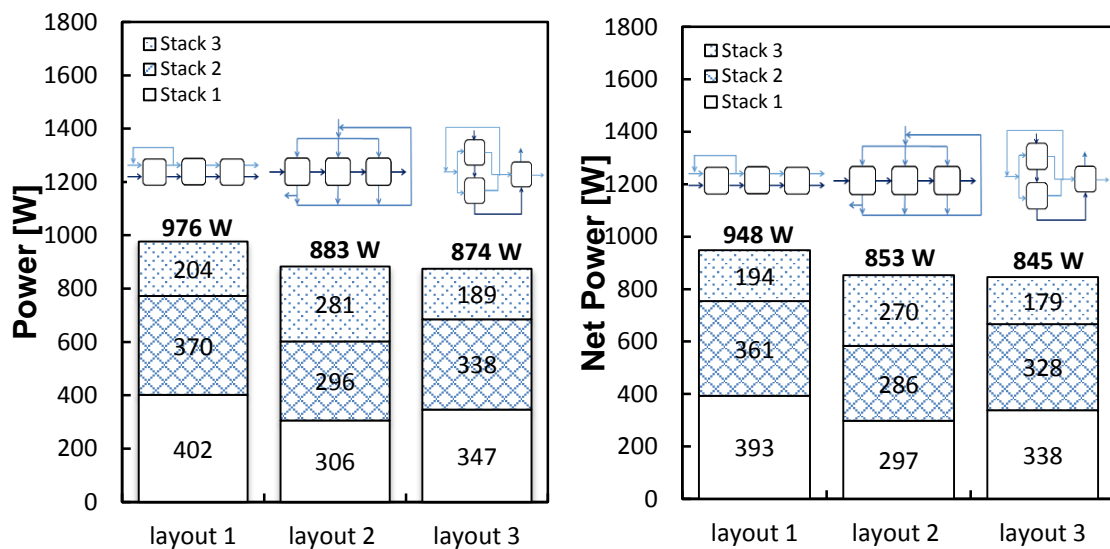 Power [W]
1800
1600
1400
1200
1000
800
600
400
200
0
Stack 3
Stack 2
Stack 1
976 W
204
370
402
883 W
281
296
306
874 W
189
338
347
layout 1
layout 2
layout 3
Net Power [W]
1800
1600
1400
1200
1000
800
600
400
200
0
Stack 3
Stack 2
Stack 1
948 W
194
361
393
853 W
270
286
297
845 W
179
328
338
layout 1
layout 2
layout 3